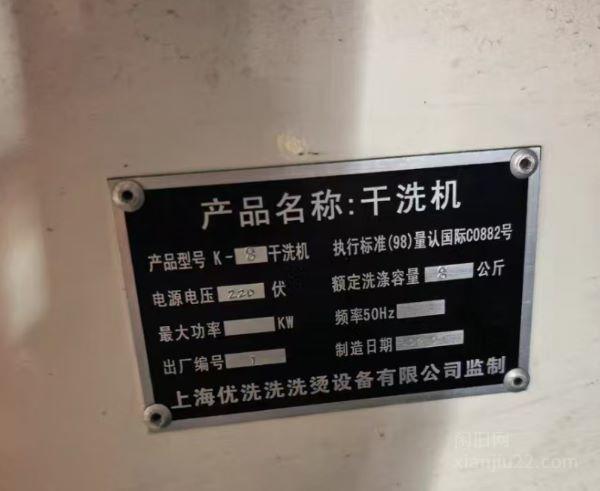 产品名称:干洗机
产品型号 K-8干洗机
执行标准(98)量认国际C0882号
电源电压 220 伏
额定洗涤容量 8 公斤
最大功率 KW
频率50Hz
出厂编号 1
制造日期
上海优洗洗洗烫设备有限公司监制
闲旧网
xianjiu22.com